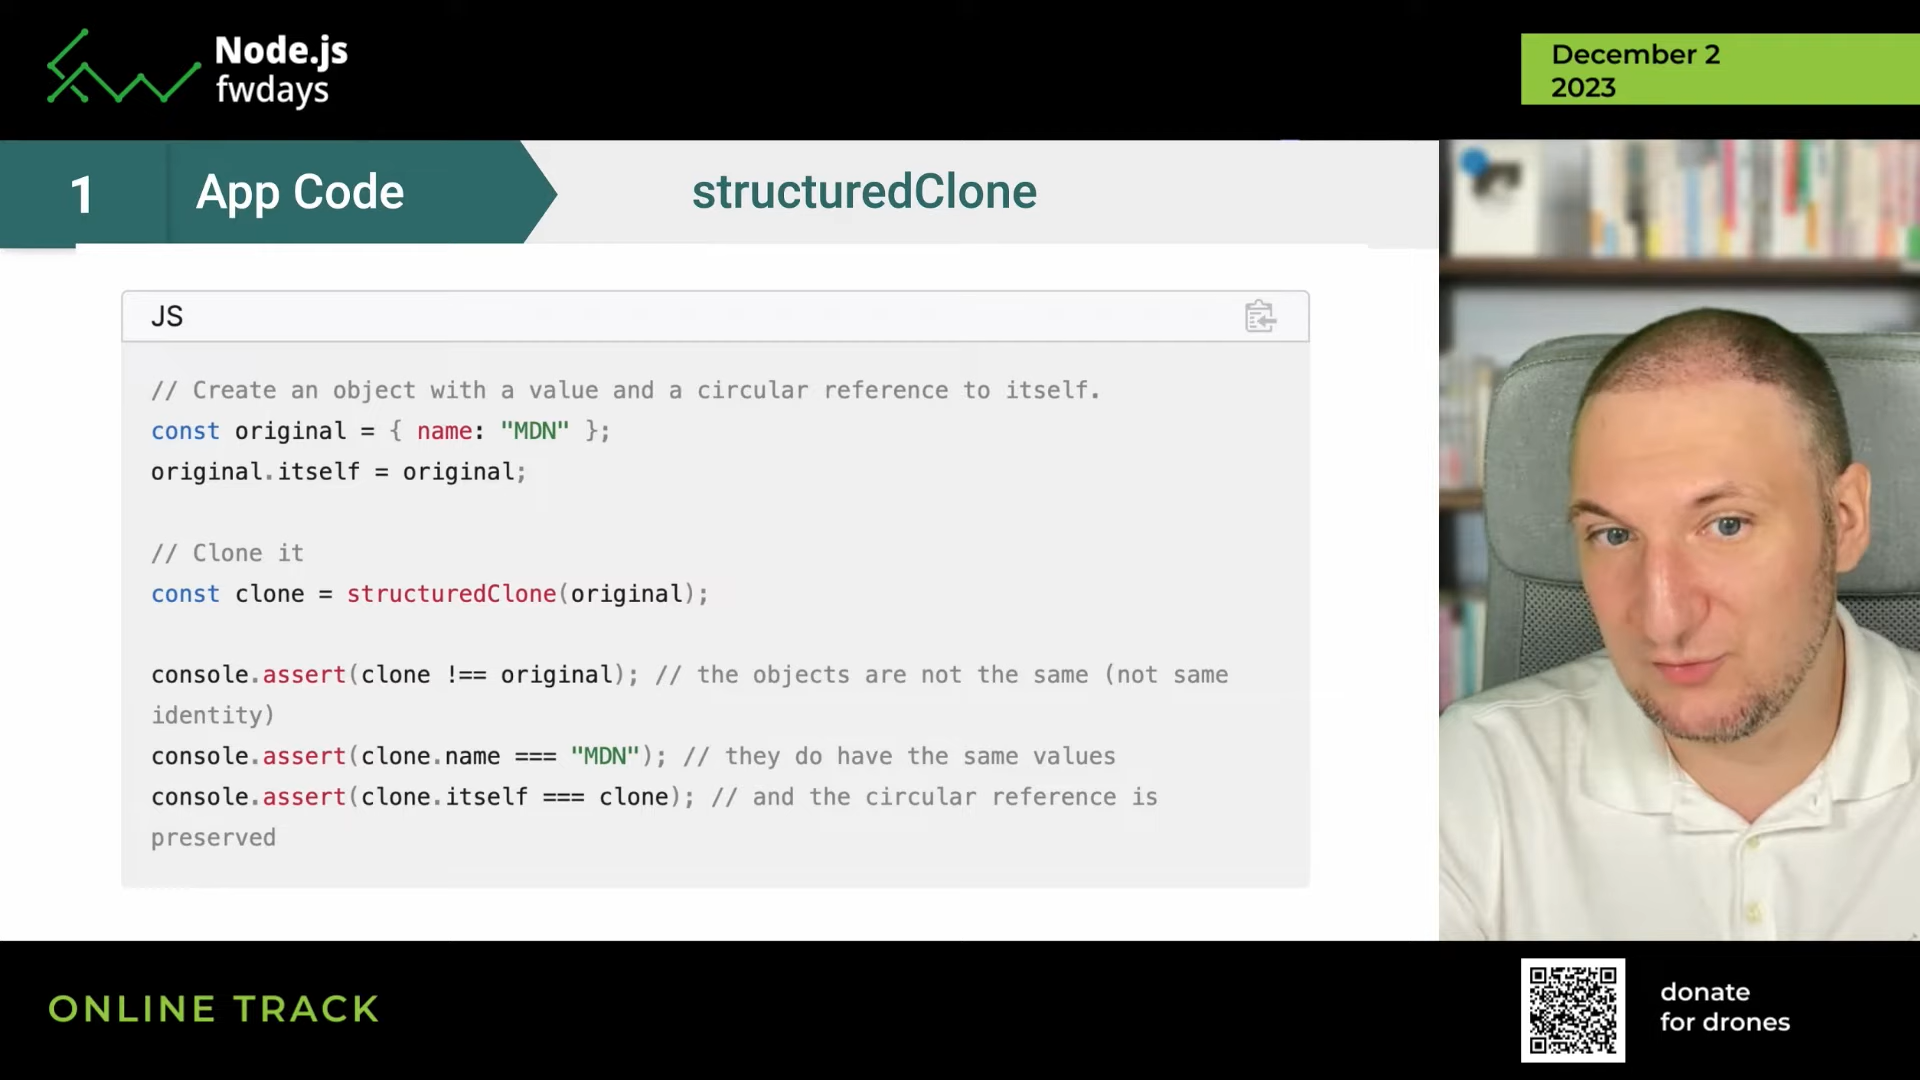 Node.js
fwdays
December 2
2023
1
App Code
structuredClone
JS
// Create an object with a value and a circular reference to itself.
const original = { name: "MDN" };
original.itself = original;
// Clone it
const clone = structuredClone(original);
console.assert(clone !== original); // the objects are not the same (not same
identity)
console.assert(clone.name === "MDN"); // they do have the same values
console.assert(clone.itself === clone); // and the circular reference is
preserved
ONLINE TRACK
donate
for drones